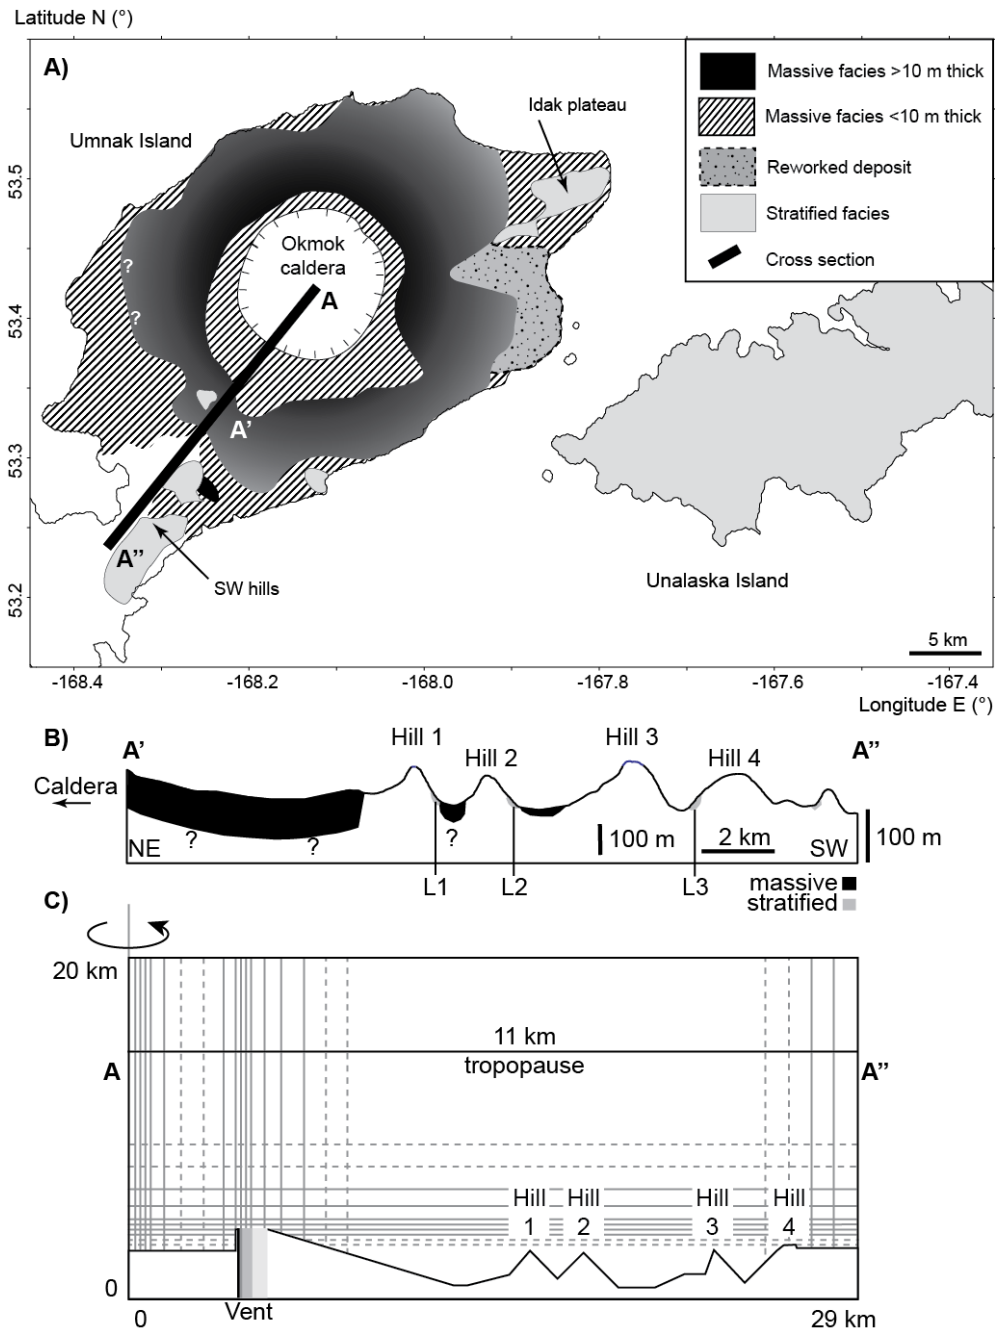 Latitude N (°)
A)
Massive facies >10 m thick
Massive facies <10 m thick
Reworked deposit
Stratified facies
Cross section
Idak plateau
Umnak Island
Okmok
caldera
A
A'
A"
?
?
SW hills
Unalaska Island
5 km
53.5
53.4
53.3
53.2
-168.4
-168.2
-168.0
-167.8
-167.6
-167.4
Longitude E (°)
B)
A'
Hill 1
Hill 2
Hill 3
Hill 4
A"
Caldera
100 m
2 km
100 m
?
?
?
NE
SW
L1
L2
L3
massive
stratified
C)
20 km
11 km
tropopause
A
A"
Hill
1
Hill
2
Hill
3
Hill
4
0
Vent
0
29 km